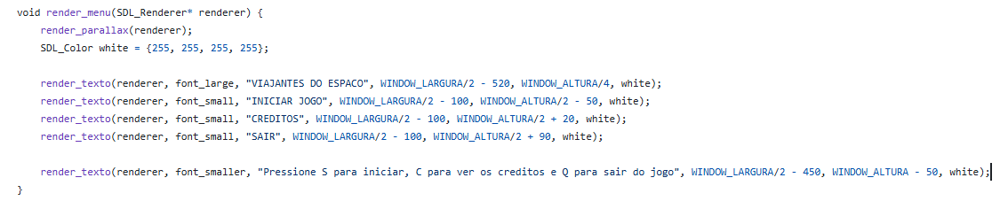 void render_menu(SDL_Renderer* renderer) {
    render_parallax(renderer);
    SDL_Color white = {255, 255, 255, 255};

    render_texto(renderer, font_large, "VIAJANTES DO ESPACO", WINDOW_LARGURA/2 - 520, WINDOW_ALTURA/4, white);
    render_texto(renderer, font_small, "INICIAR JOGO", WINDOW_LARGURA/2 - 100, WINDOW_ALTURA/2 - 50, white);
    render_texto(renderer, font_small, "CREDITOS", WINDOW_LARGURA/2 - 100, WINDOW_ALTURA/2 + 20, white);
    render_texto(renderer, font_small, "SAIR", WINDOW_LARGURA/2 - 100, WINDOW_ALTURA/2 + 90, white);

    render_texto(renderer, font_smaller, "Pressione S para iniciar, C para ver os creditos e Q para sair do jogo", WINDOW_LARGURA/2 - 450, WINDOW_ALTURA - 50, white);
}